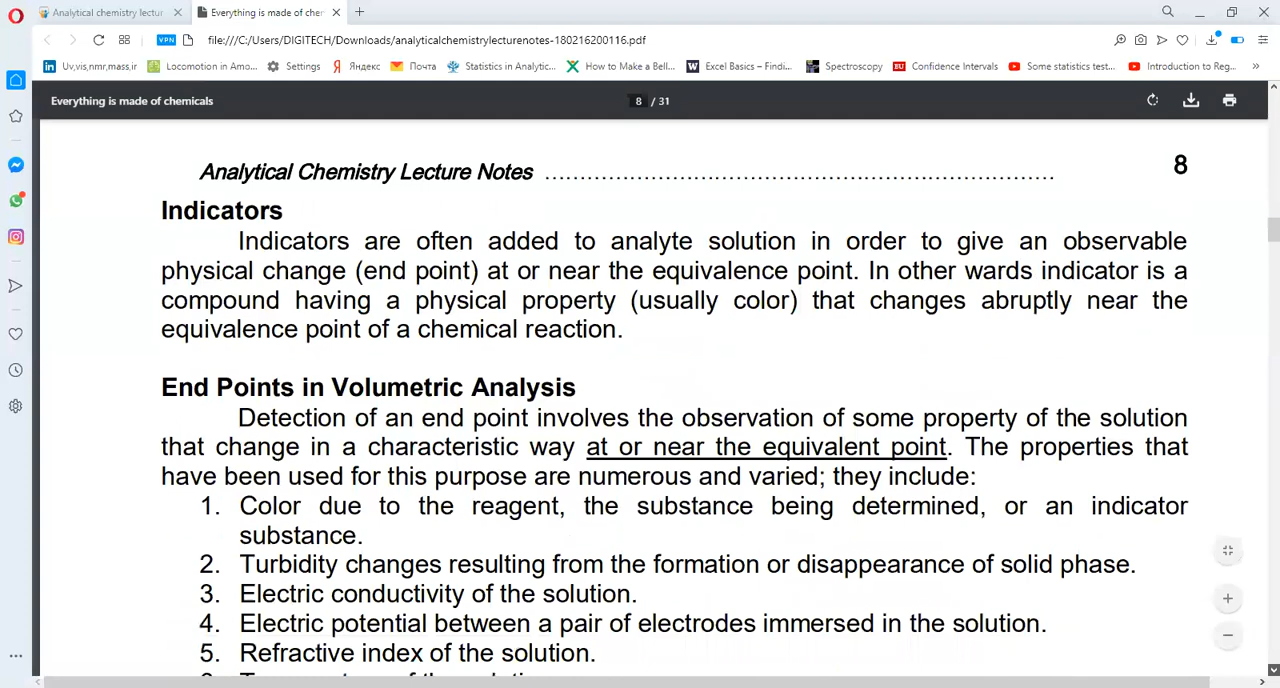 Analytical chemistry lectur
Everything is made of cher
file:///C:/Users/DIGITECH/Downloads/analyticalchemistrylecturenotes-180216200116.pdf
VPN
Uv,vis,nmr,mass,ir
Locomotion in Amo...
Settings
Яндекс
Почта
Statistics in Analytic...
How to Make a Bell...
Excel Basics – Findi...
Spectroscopy
Confidence Intervals
Some statistics test...
Introduction to Reg...
Everything is made of chemicals
8 / 31
Analytical Chemistry Lecture Notes ........................................................................ 8
Indicators
Indicators are often added to analyte solution in order to give an observable
physical change (end point) at or near the equivalence point. In other wards indicator is a
compound having a physical property (usually color) that changes abruptly near the
equivalence point of a chemical reaction.
End Points in Volumetric Analysis
Detection of an end point involves the observation of some property of the solution
that change in a characteristic way at or near the equivalent point. The properties that
have been used for this purpose are numerous and varied; they include:
1. Color due to the reagent, the substance being determined, or an indicator
substance.
2. Turbidity changes resulting from the formation or disappearance of solid phase.
3. Electric conductivity of the solution.
4. Electric potential between a pair of electrodes immersed in the solution.
5. Refractive index of the solution.